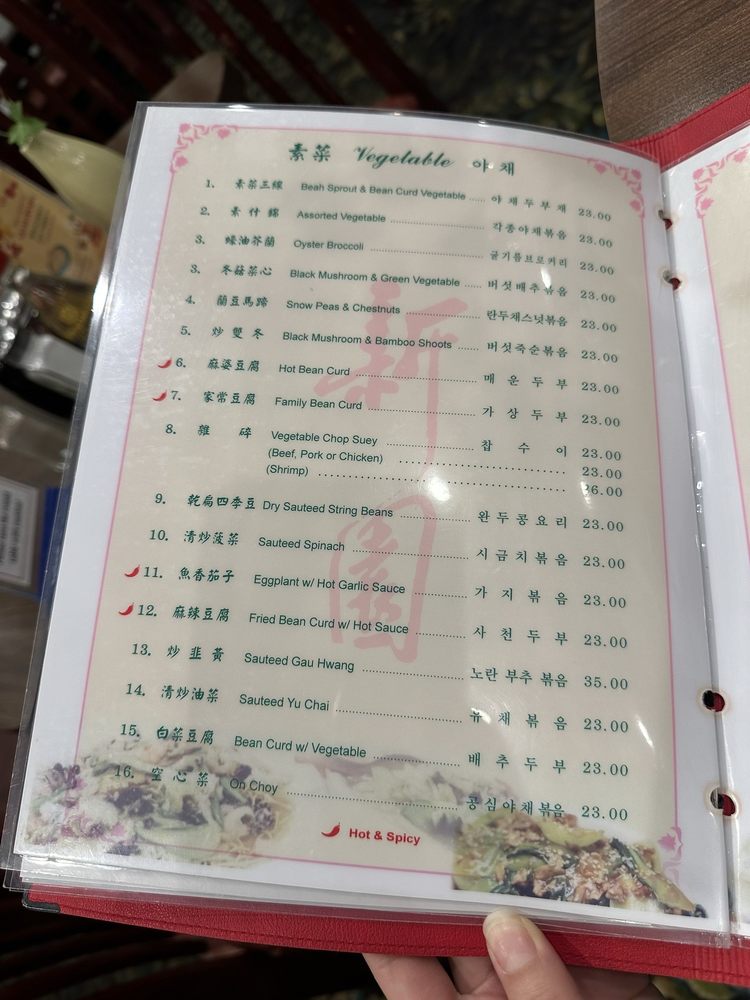 素菜 Vegetable 야채
1. 素菜三線 Beah Sprout & Bean Curd Vegetable 야채두부채 23.00
2. 素什錦 Assorted Vegetable 각종야채볶음 23.00
3. 蠔油芥蘭 Oyster Broccoli 굴기름브로커리 23.00
3. 冬菇菜心 Black Mushroom & Green Vegetable 버섯배추볶음 23.00
4. 蘭豆馬蹄 Snow Peas & Chestnuts 란두채스넛볶음 23.00
5. 炒雙冬 Black Mushroom & Bamboo Shoots 버섯죽순볶음 23.00
6. 麻婆豆腐 Hot Bean Curd 매운두부 23.00
7. 家常豆腐 Family Bean Curd 가상두부 23.00
8. 雜碎 Vegetable Chop Suey 찹수이 23.00
(Beef, Pork or Chicken) 23.00
(Shrimp) 26.00
9. 乾扁四季豆 Dry Sauteed String Beans 완두콩요리 23.00
10. 清炒菠菜 Sauteed Spinach 시금치볶음 23.00
11. 魚香茄子 Eggplant w/ Hot Garlic Sauce 가지볶음 23.00
12. 麻辣豆腐 Fried Bean Curd w/ Hot Sauce 사천두부 23.00
13. 炒韭黃 Sauteed Gau Hwang 노란 부추 볶음 35.00
14. 清炒油菜 Sauteed Yu Chai 유채볶음 23.00
15. 白菜豆腐 Bean Curd w/ Vegetable 배추두부 23.00
16. 空心菜 On Choy 공심야채볶음 23.00
Hot & Spicy
新